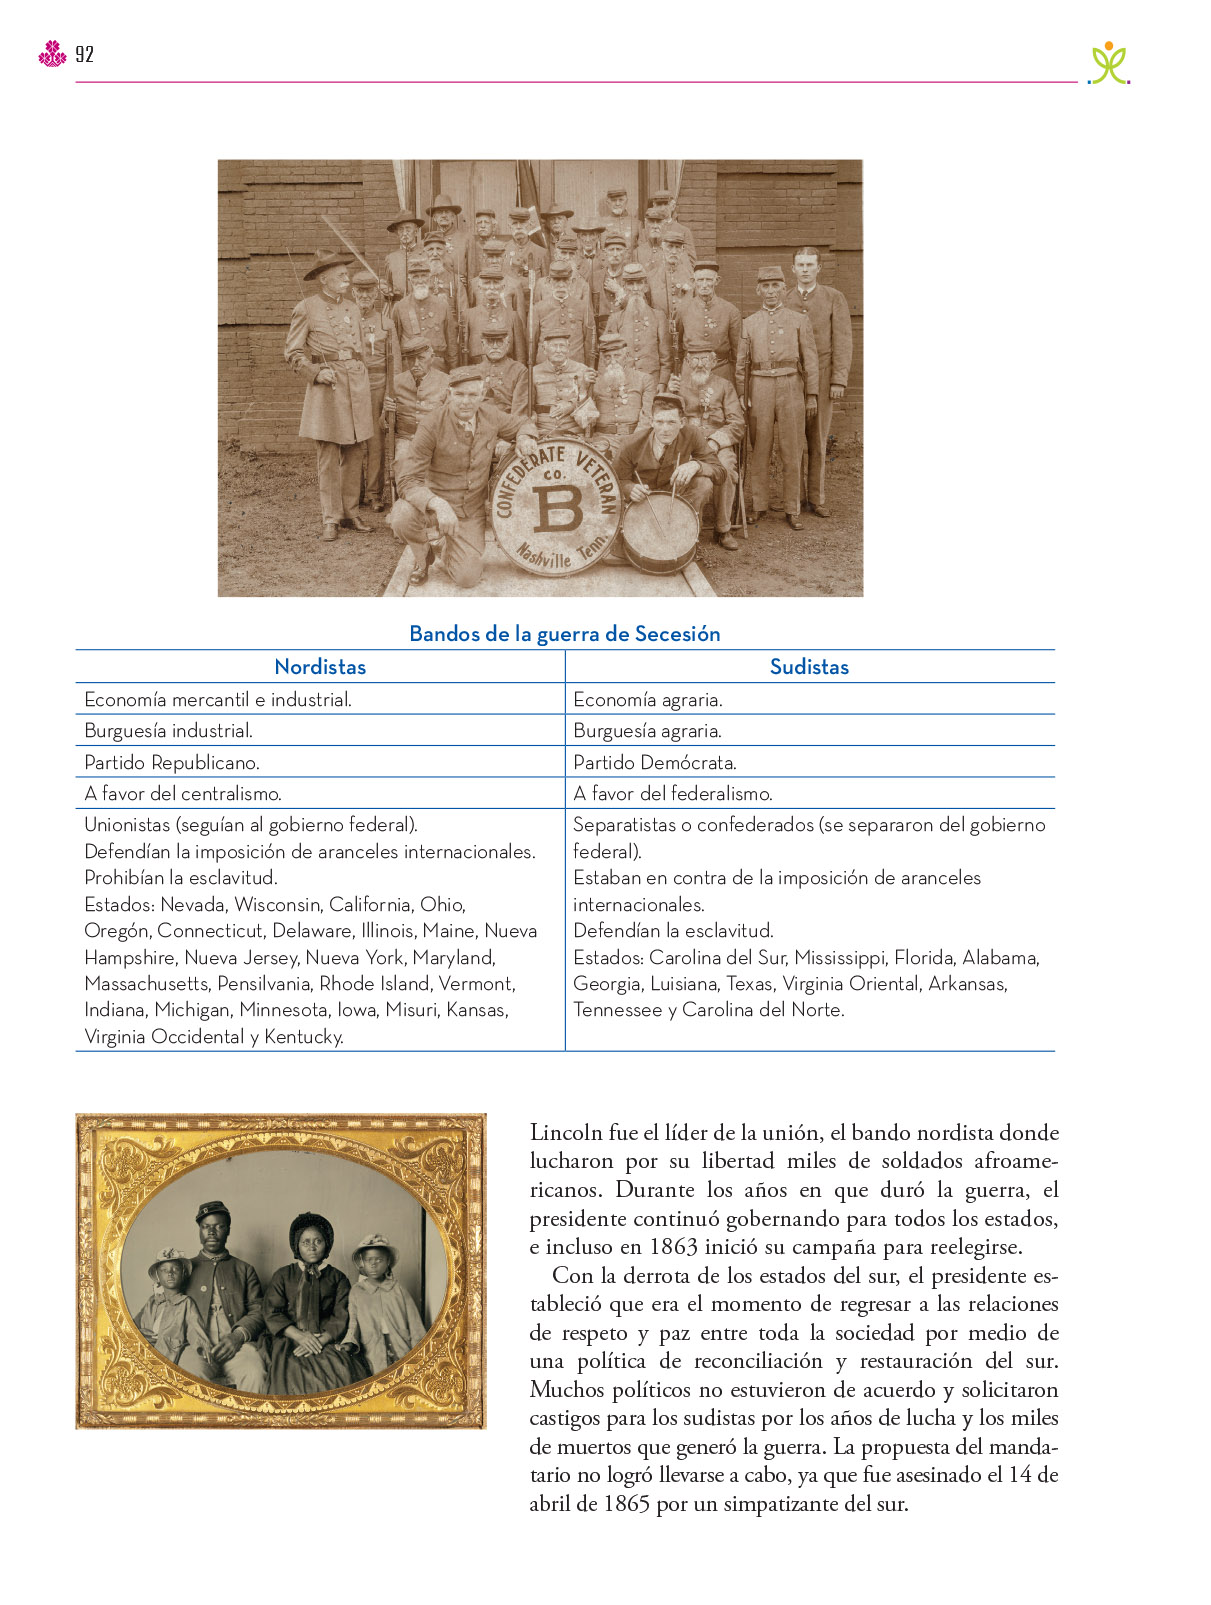 92
CONFEDERATE VETERAN
CO.
B
Nashville Tenn.
Bandos de la guerra de Secesión
Nordistas
Sudistas
Economía mercantil e industrial.
Economía agraria.
Burguesía industrial.
Burguesía agraria.
Partido Republicano.
Partido Demócrata.
A favor del centralismo.
A favor del federalismo.
Unionistas (seguían al gobierno federal).
Defendían la imposición de aranceles internacionales.
Prohibían la esclavitud.
Estados: Nevada, Wisconsin, California, Ohio,
Oregón, Connecticut, Delaware, Illinois, Maine, Nueva
Hampshire, Nueva Jersey, Nueva York, Maryland,
Massachusetts, Pensilvania, Rhode Island, Vermont,
Indiana, Michigan, Minnesota, Iowa, Misuri, Kansas,
Virginia Occidental y Kentucky.
Separatistas o confederados (se separaron del gobierno
federal).
Estaban en contra de la imposición de aranceles
internacionales.
Defendían la esclavitud.
Estados: Carolina del Sur, Mississippi, Florida, Alabama,
Georgia, Luisiana, Texas, Virginia Oriental, Arkansas,
Tennessee y Carolina del Norte.
Lincoln fue el líder de la unión, el bando nordista donde
lucharon por su libertad miles de soldados afroame-
ricanos. Durante los años en que duró la guerra, el
presidente continuó gobernando para todos los estados,
e incluso en 1863 inició su campaña para reelegirse.
Con la derrota de los estados del sur, el presidente es-
tableció que era el momento de regresar a las relaciones
de respeto y paz entre toda la sociedad por medio de
una política de reconciliación y restauración del sur.
Muchos políticos no estuvieron de acuerdo y solicitaron
castigos para los sudistas por los años de lucha y los miles
de muertos que generó la guerra. La propuesta del manda-
tario no logró llevarse a cabo, ya que fue asesinado el 14 de
abril de 1865 por un simpatizante del sur.